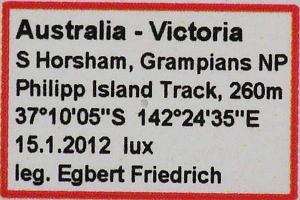 Australia - Victoria
S Horsham, Grampians NP
Philipp Island Track, 260m
37°10'05"S 142°24'35"E
15.1.2012 lux
leg. Egbert Friedrich